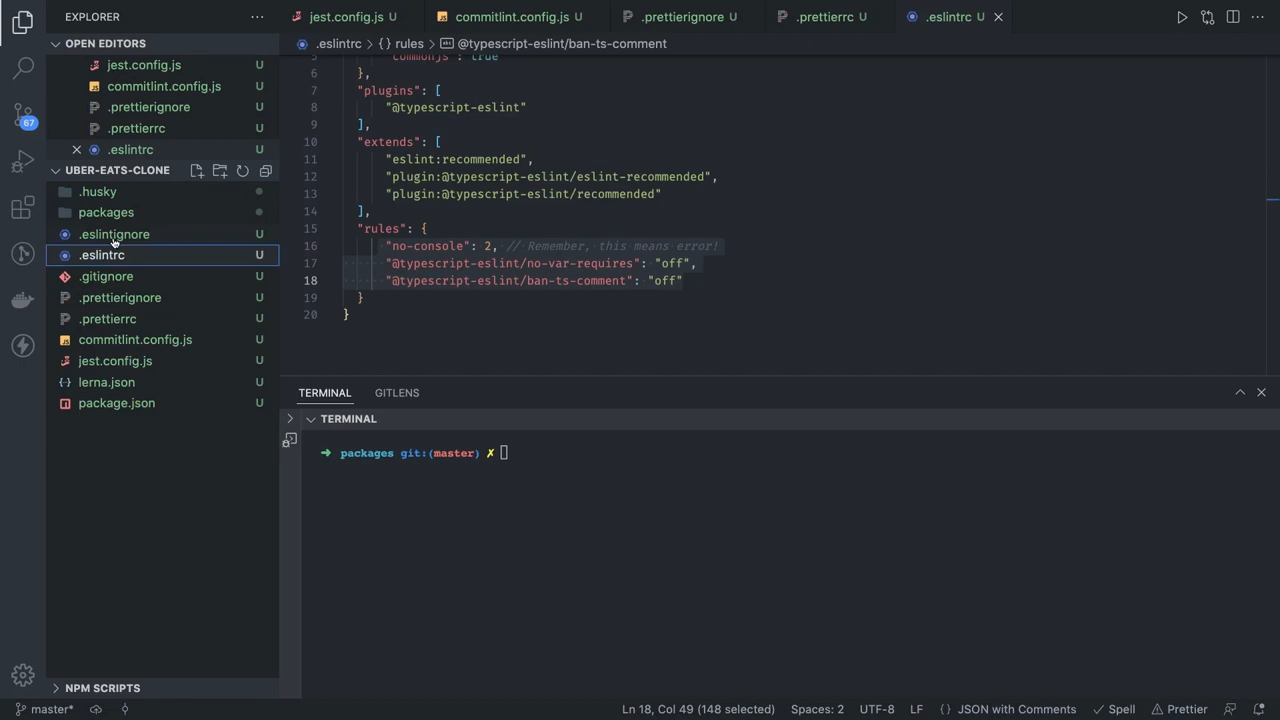 EXPLORER
jest.config.js U
commitlint.config.js U
.prettierignore U
.prettierrc U
.eslintrc U
OPEN EDITORS
.eslintrc > {} rules > @typescript-eslint/ban-ts-comment
jest.config.js U
commitlint.config.js U
.prettierignore U
.prettierrc U
.eslintrc U
UBER-EATS-CLONE
.husky
packages
.eslintignore U
.eslintrc U
.gitignore U
.prettierignore U
.prettierrc U
commitlint.config.js U
jest.config.js U
lerna.json U
package.json U
NPM SCRIPTS
67
5 "commonjs": true
6 },
7 "plugins": [
8 "@typescript-eslint"
9 ],
10 "extends": [
11 "eslint:recommended",
12 "plugin:@typescript-eslint/eslint-recommended",
13 "plugin:@typescript-eslint/recommended"
14 ],
15 "rules": {
16 "no-console": 2, // Remember, this means error!
17 "@typescript-eslint/no-var-requires": "off",
18 "@typescript-eslint/ban-ts-comment": "off"
19 }
20 }
TERMINAL GITLENS
TERMINAL
➜ packages git:(master) ✗
master* Ln 18, Col 49 (148 selected) Spaces: 2 UTF-8 LF {} JSON with Comments Spell Prettier